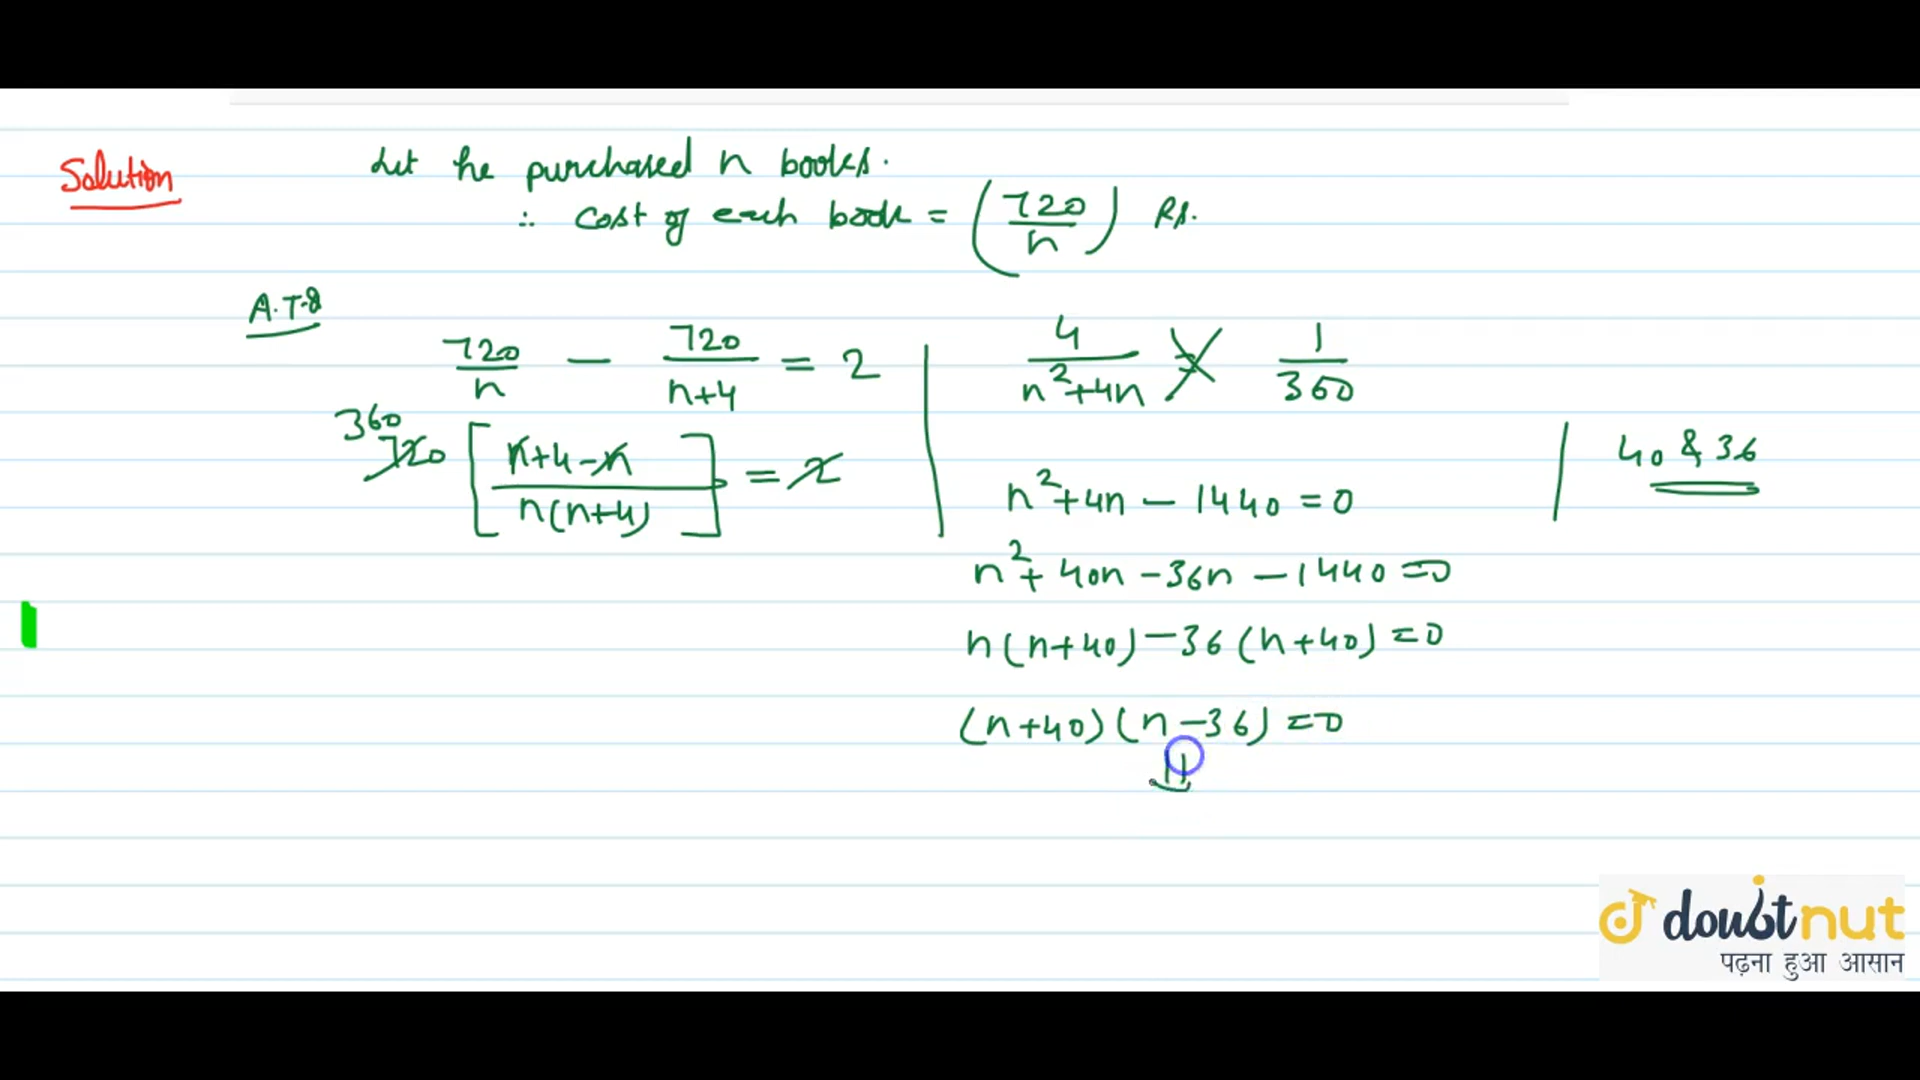 Solution
Let he purchased n books.
∴ cost of each book = (720/n) Rs.
A.T.Q
720/n - 720/n+4 = 2
360
720 [n+4-n / n(n+4)] = 2
4/n²+4n = 1/360
n²+4n - 1440 = 0
n²+40n - 36n - 1440 = 0
n(n+40) - 36(n+40) = 0
(n+40)(n-36) = 0
40 & 36
doubtnut
पढ़ना हुआ आसान